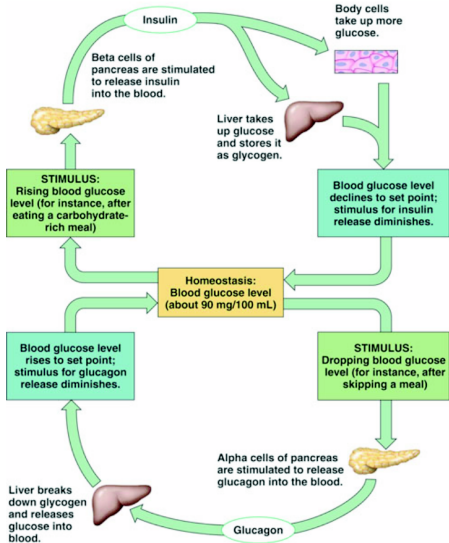 Insulin
Body cells
take up more
glucose.
Beta cells of
pancreas are stimulated
to release insulin
into the blood.
Liver takes
up glucose
and stores it
as glycogen.
STIMULUS:
Rising blood glucose
level (for instance, after
eating a carbohydrate-
rich meal)
Blood glucose level
declines to set point;
stimulus for insulin
release diminishes.
Homeostasis:
Blood glucose level
(about 90 mg/100 mL)
Blood glucose level
rises to set point;
stimulus for glucagon
release diminishes.
STIMULUS:
Dropping blood glucose
level (for instance, after
skipping a meal)
Alpha cells of pancreas
are stimulated to release
glucagon into the blood.
Liver breaks
down glycogen
and releases
glucose into
blood.
Glucagon